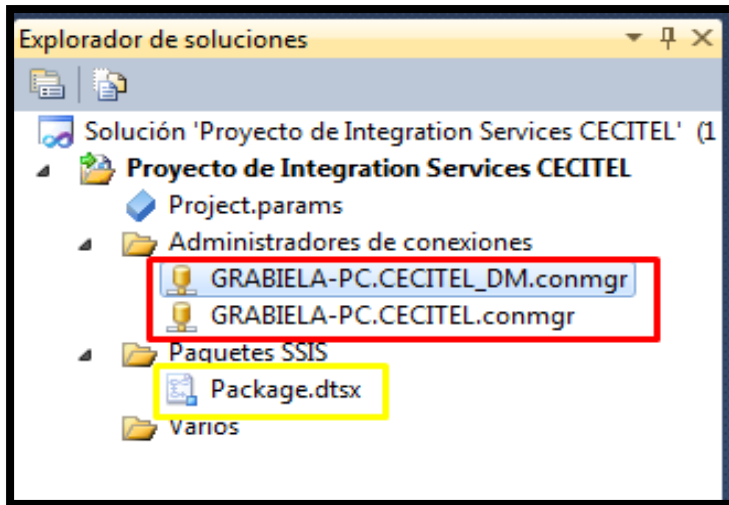 Explorador de soluciones
Solución 'Proyecto de Integration Services CECITEL' (1
Proyecto de Integration Services CECITEL
Project.params
Administradores de conexiones
GRABIELA-PC.CECITEL_DM.conmgr
GRABIELA-PC.CECITEL.conmgr
Paquetes SSIS
Package.dtsx
Varios